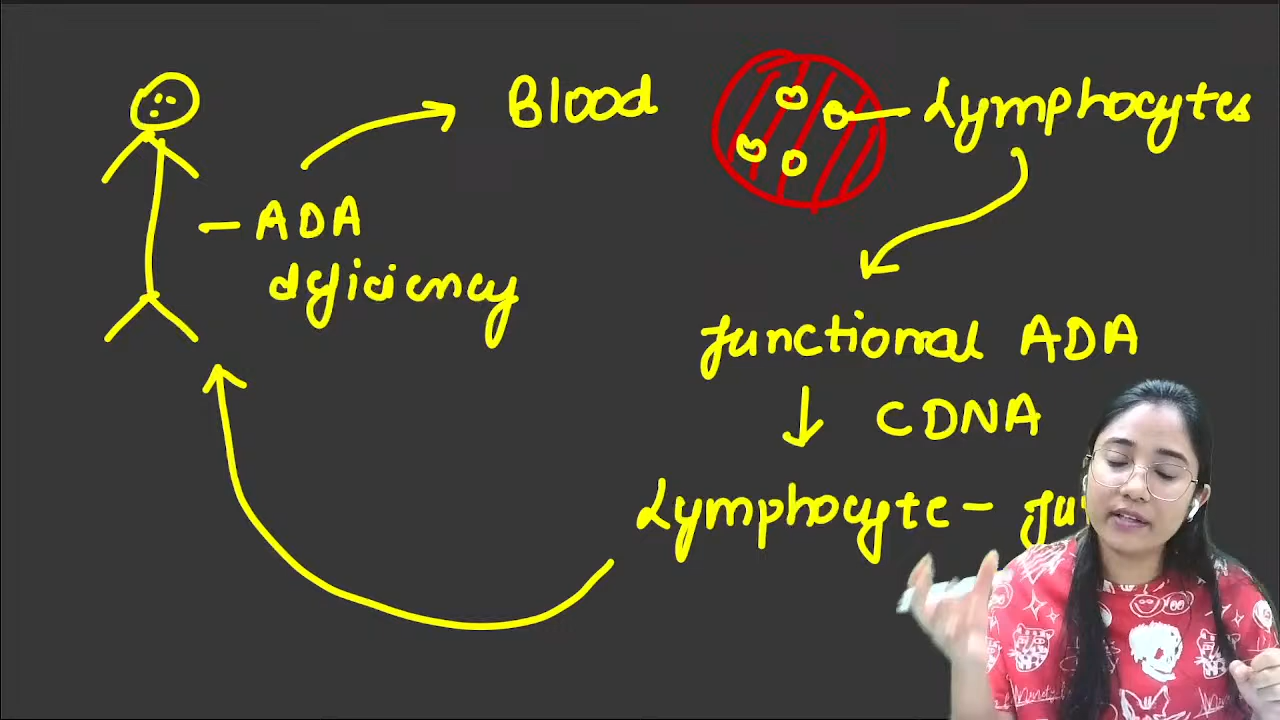 Blood
Lymphocytes
– ADA
deficiency
functional ADA
↓ CDNA
Lymphocyte –